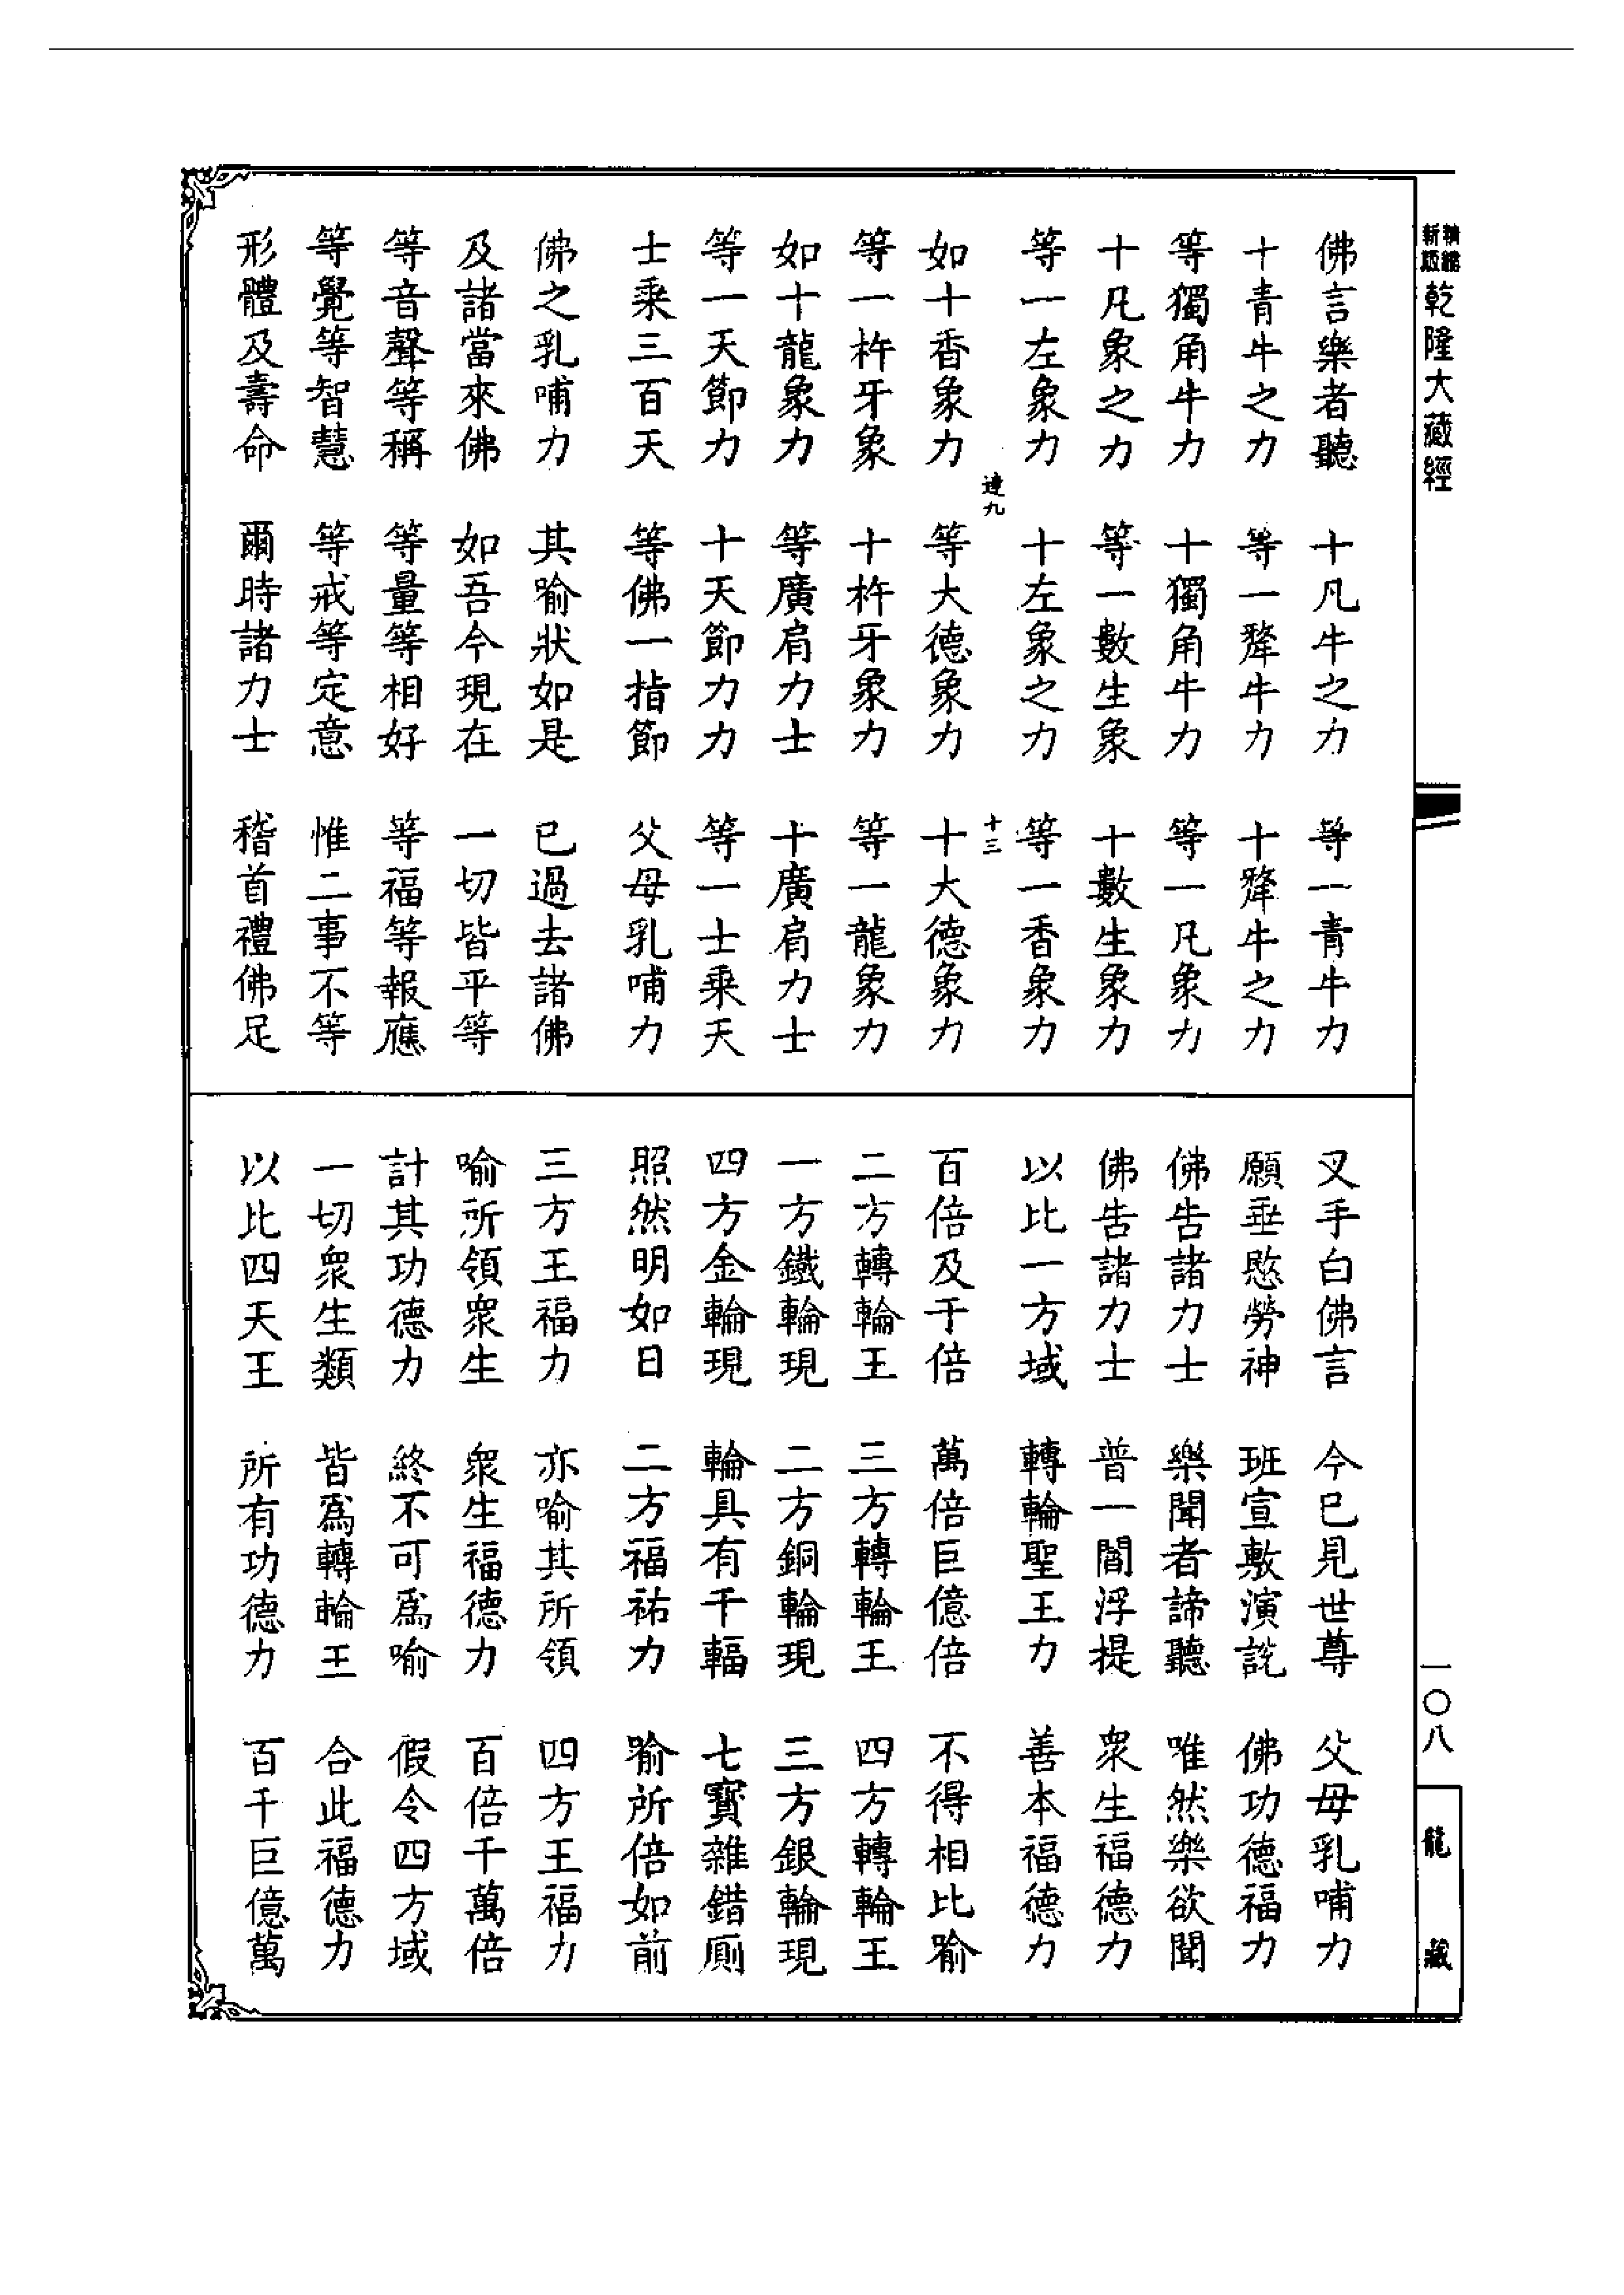 精縮
新版
乾隆大藏經
佛言樂者聽　十凡牛之力　等一青牛力
十青牛之力　等一犛牛力　十犛牛之力
等獨角牛力　十獨角牛力　等一凡象力
十凡象之力　等一數生象　十數生象力
等一左象力　十左象之力　等一香象力
達九　十三
如十香象力　等大德象力　十大德象力
等一杵牙象　十杵牙象力　等一龍象力
如十龍象力　等廣肩力士　十廣肩力士
等一天節力　十天節力力　等一士乘天
士乘三百天　等佛一指節　父母乳哺力
佛之乳哺力　其喻狀如是　已過去諸佛
及諸當來佛　如吾今現在　一切皆平等
等音聲等稱　等量等相好　等福等報應
等覺等智慧　等戒等定意　惟二事不等
形體及壽命　爾時諸力士　稽首禮佛足
叉手白佛言　今已見世尊　父母乳哺力
願垂愍勞神　班宣敷演說　佛功德福力
佛告諸力士　樂聞者諦聽　唯然樂欲聞
佛告諸力士　普一閻浮提　眾生福德力
以比一方域　轉輪聖王力　善本福德力
百倍及千倍　萬倍巨億倍　不得相比喻
二方轉輪王　三方轉輪王　四方轉輪王
一方鐵輪現　二方銅輪現　三方銀輪現
四方金輪現　輪具有千輻　七寶雜錯廁
照然明如日　二方福祐力　喻所倍如前
三方王福力　亦喻其所領　四方王福力
喻所領眾生　眾生福德力　百倍千萬倍
計其功德力　終不可為喻　假令四方域
一切眾生類　皆為轉輪王　合此福德力
以比四天王　所有功德力　百千巨億萬
一〇八
龍藏